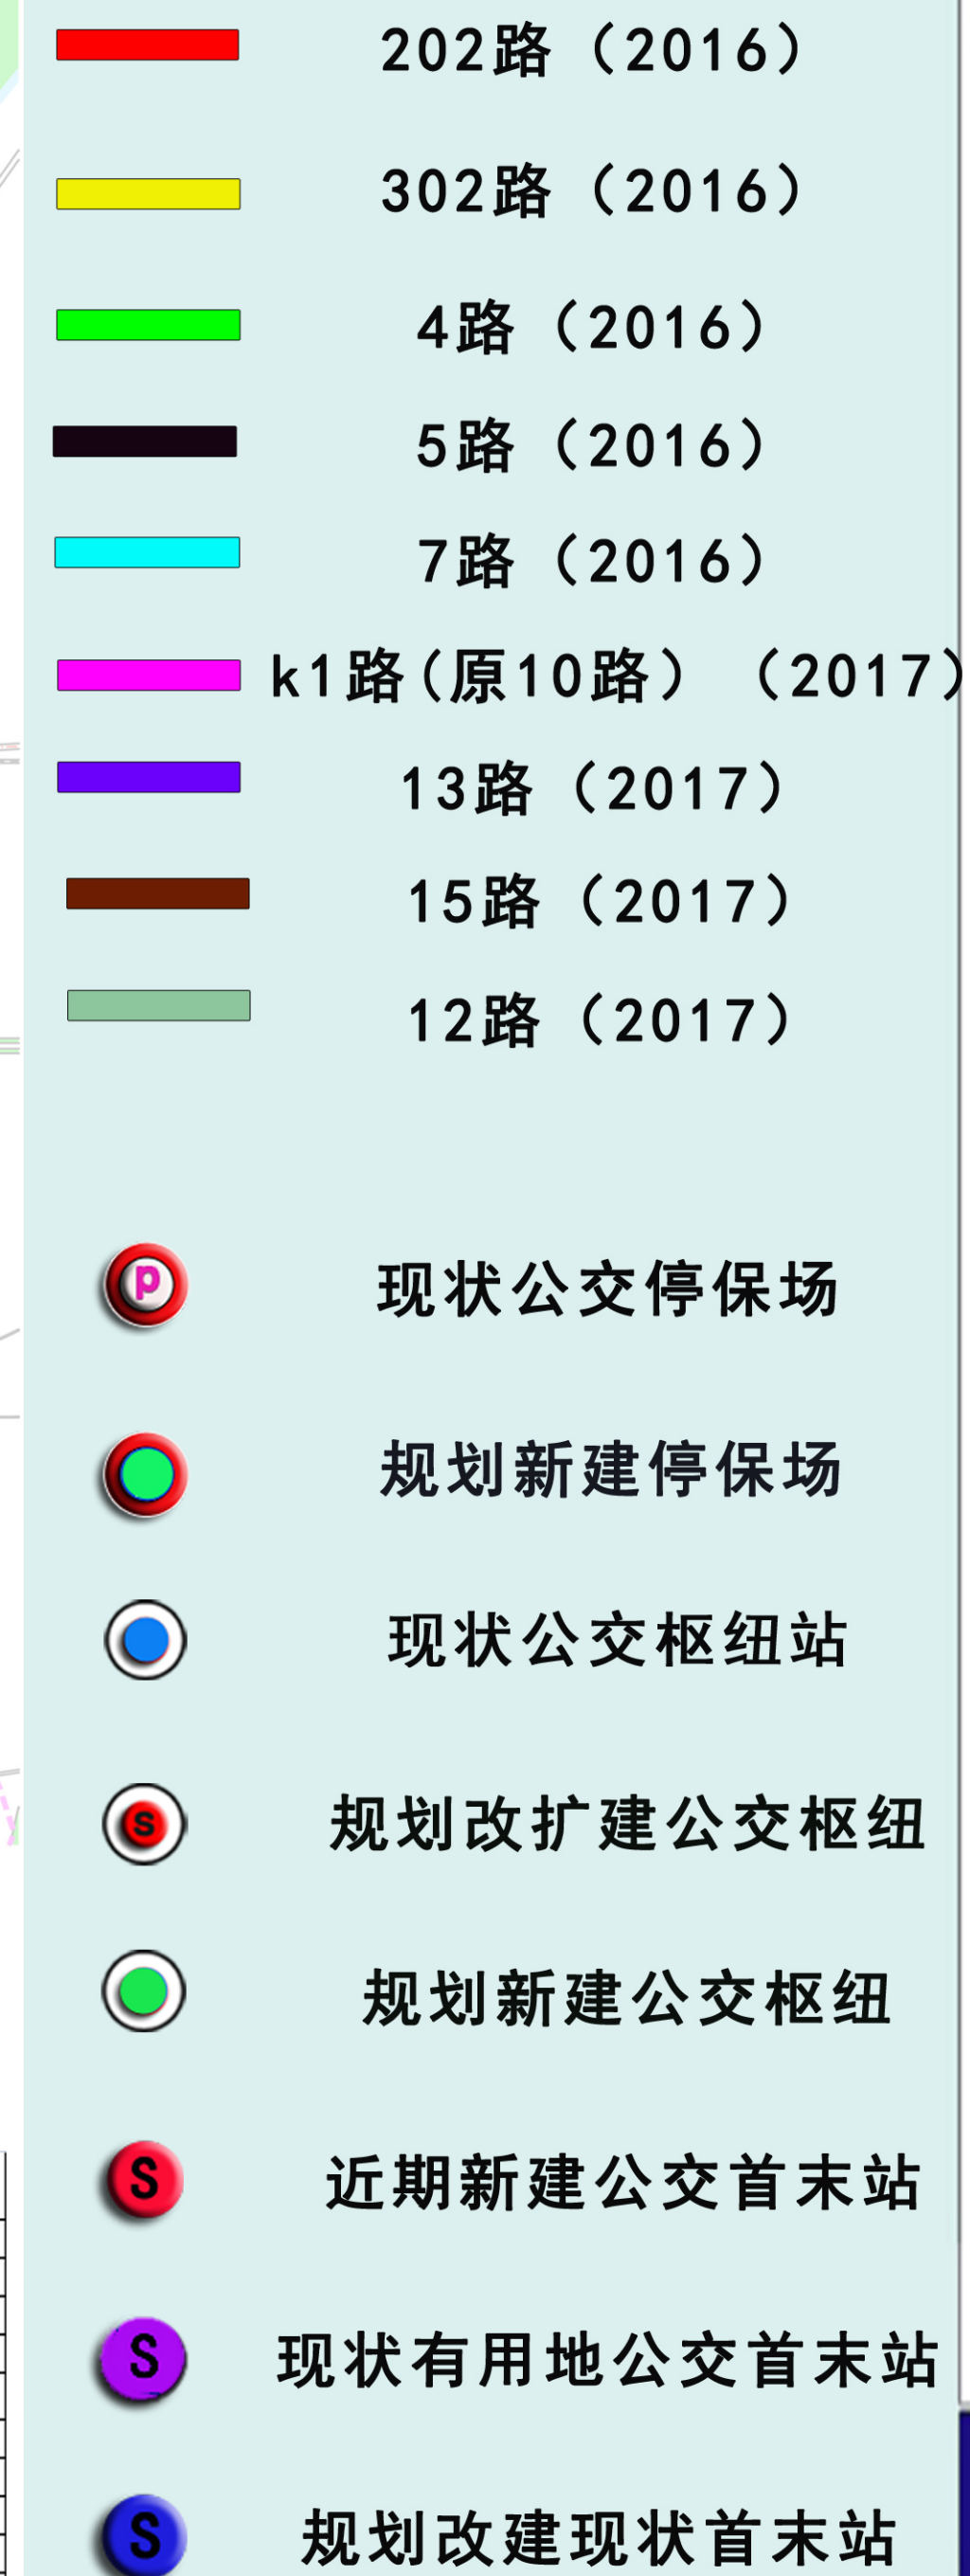 202路（2016）
302路（2016）
4路（2016）
5路（2016）
7路（2016）
k1路(原10路）（2017）
13路（2017）
15路（2017）
12路（2017）
p 现状公交停保场
规划新建停保场
现状公交枢纽站
s 规划改扩建公交枢纽
规划新建公交枢纽
S 近期新建公交首末站
S 现状有用地公交首末站
S 规划改建现状首末站